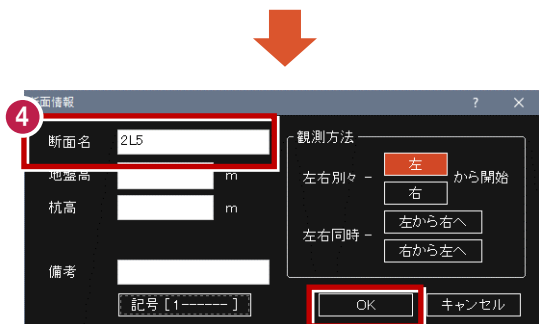 4
断面情報 ? ×
断面名 2L5
地盤高 m
杭高 m
備考
記号 [1------]
観測方法
左右別々 - 左 から開始
右
左右同時 - 左から右へ
右から左へ
OK キャンセル